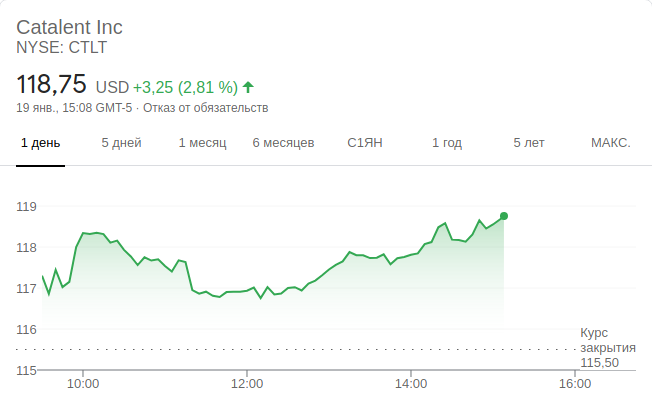 Catalent Inc
NYSE: CTLT
118,75 USD +3,25 (2,81 %)
19 янв., 15:08 GMT-5 · Отказ от обязательств
1 день 5 дней 1 месяц 6 месяцев С1ЯН 1 год 5 лет МАКС.
119
118
117
116
115
Курс
закрытия
115,50
10:00 12:00 14:00 16:00